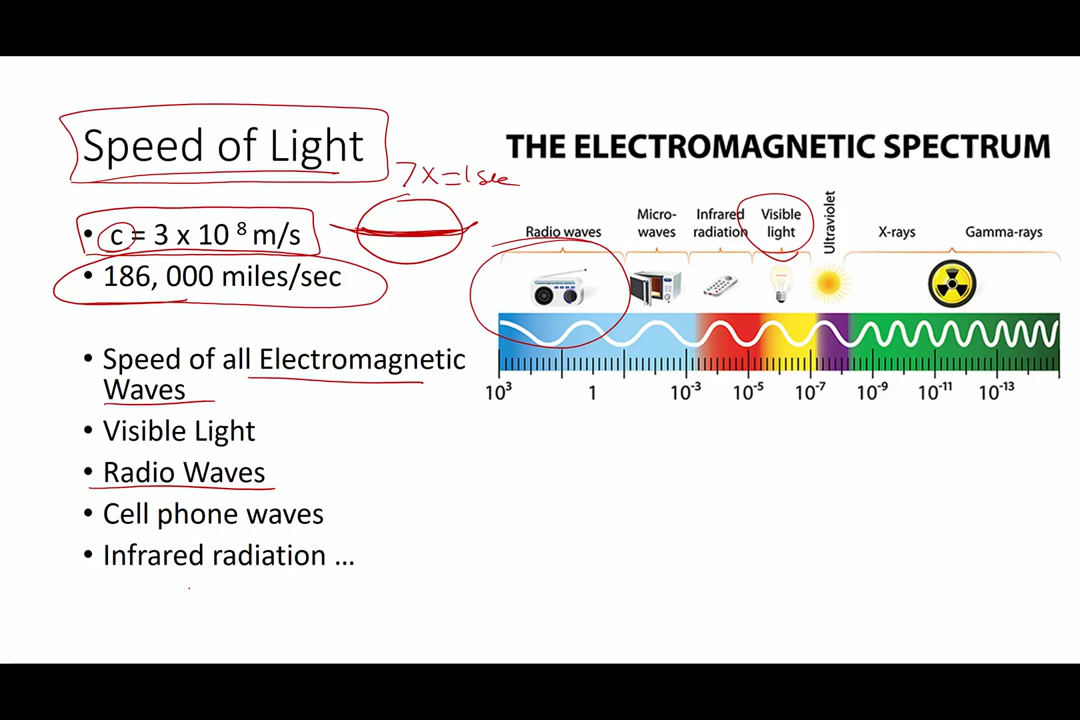 Speed of Light
7x = 1 sec
• c = 3 x 10 8 m/s
• 186, 000 miles/sec
• Speed of all Electromagnetic
Waves
• Visible Light
• Radio Waves
• Cell phone waves
• Infrared radiation ...
THE ELECTROMAGNETIC SPECTRUM
Radio waves
Micro-
waves
Infrared
radiation
Visible
light
Ultraviolet
X-rays
Gamma-rays
10³ 1 10⁻³ 10⁻⁵ 10⁻⁷ 10⁻⁹ 10⁻¹¹ 10⁻¹³